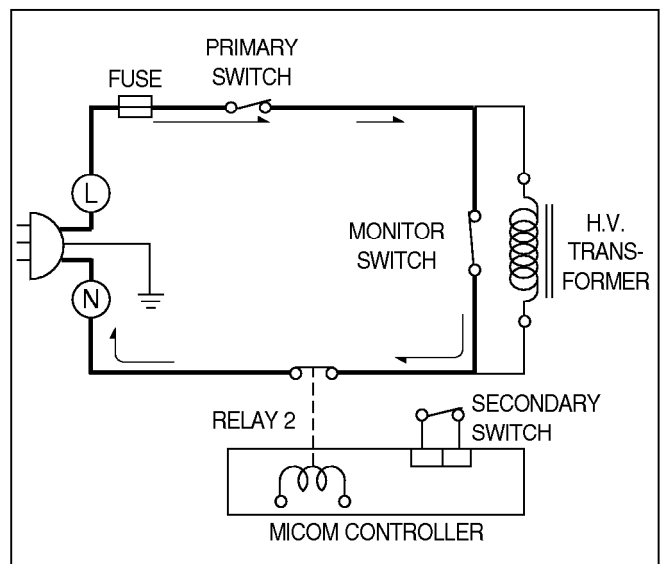 PRIMARY
SWITCH
FUSE
L
MONITOR
SWITCH
H.V.
TRANS-
FORMER
N
RELAY 2
SECONDARY
SWITCH
MICOM CONTROLLER